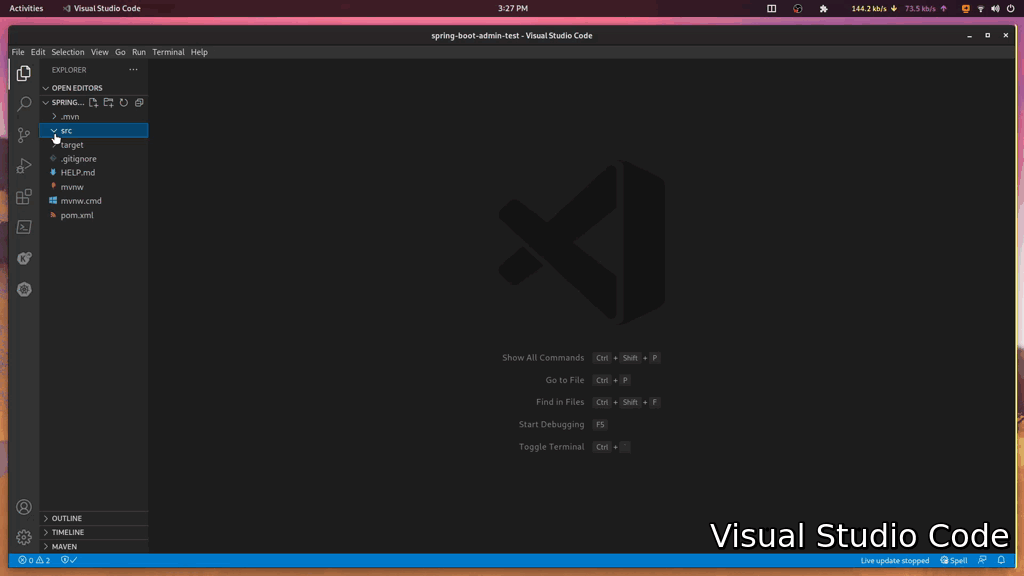 Activities Visual Studio Code 3:27 PM 144.2 kb/s 73.5 kb/s
spring-boot-admin-test - Visual Studio Code
File Edit Selection View Go Run Terminal Help
EXPLORER
OPEN EDITORS
SPRING...
.mvn
src
target
.gitignore
HELP.md
mvnw
mvnw.cmd
pom.xml
Show All Commands Ctrl + Shift + P
Go to File Ctrl + P
Find in Files Ctrl + Shift + F
Start Debugging F5
Toggle Terminal Ctrl + `
OUTLINE
TIMELINE
MAVEN
Visual Studio Code
0 2 Live update stopped Spell